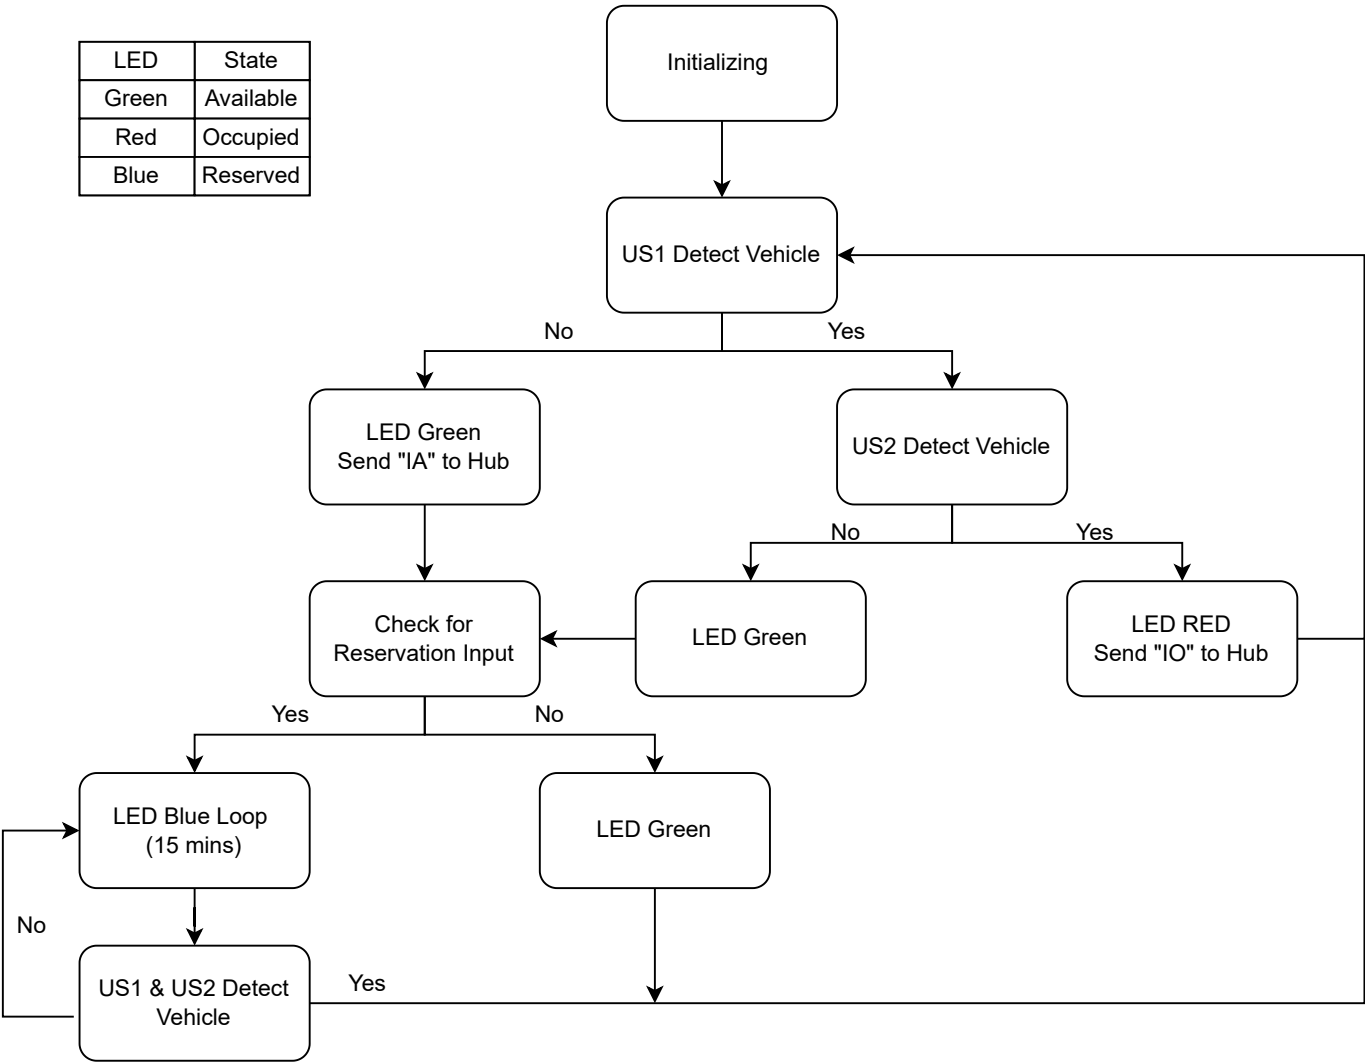 Initializing
LED State
Green Available
Red Occupied
Blue Reserved
US1 Detect Vehicle
No
Yes
LED Green
Send "IA" to Hub
US2 Detect Vehicle
No
Yes
Check for
Reservation Input
LED Green
LED RED
Send "IO" to Hub
Yes
No
LED Blue Loop
(15 mins)
LED Green
No
US1 & US2 Detect
Vehicle
Yes